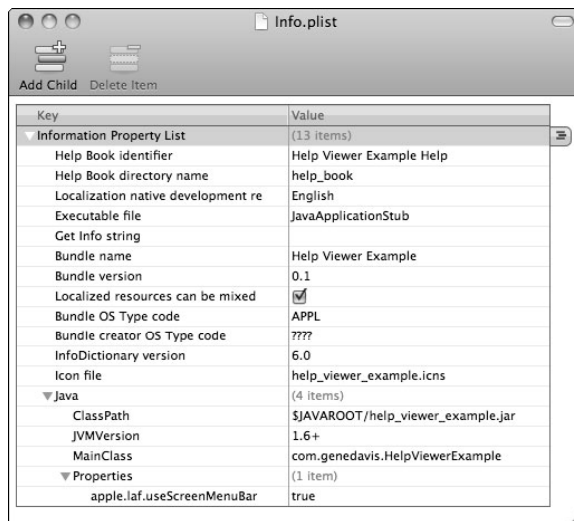 Info.plist
Add Child Delete Item
Key Value
Information Property List (13 items)
Help Book identifier Help Viewer Example Help
Help Book directory name help_book
Localization native development re English
Executable file JavaApplicationStub
Get Info string
Bundle name Help Viewer Example
Bundle version 0.1
Localized resources can be mixed
Bundle OS Type code APPL
Bundle creator OS Type code ????
InfoDictionary version 6.0
Icon file help_viewer_example.icns
Java (4 items)
ClassPath $JAVAROOT/help_viewer_example.jar
JVMVersion 1.6+
MainClass com.genedavis.HelpViewerExample
Properties (1 item)
apple.laf.useScreenMenuBar true